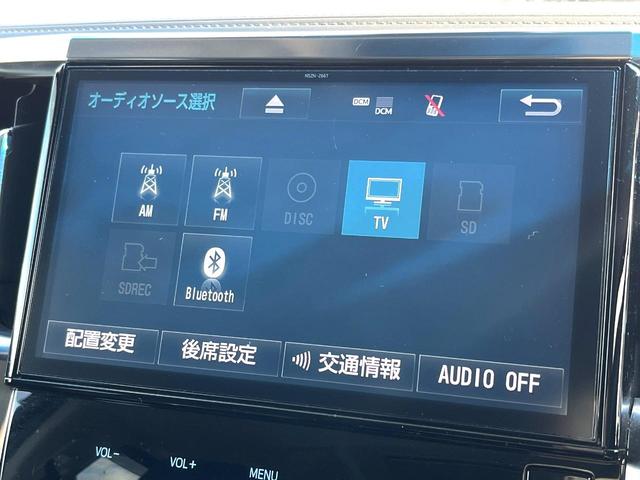 NSZN-Z66T
オーディオソース選択
DCM
DCM
AM
FM
DISC
TV
SD
SDREC
Bluetooth
配置変更
後席設定
交通情報
AUDIO OFF
VOL-
VOL+
MENU